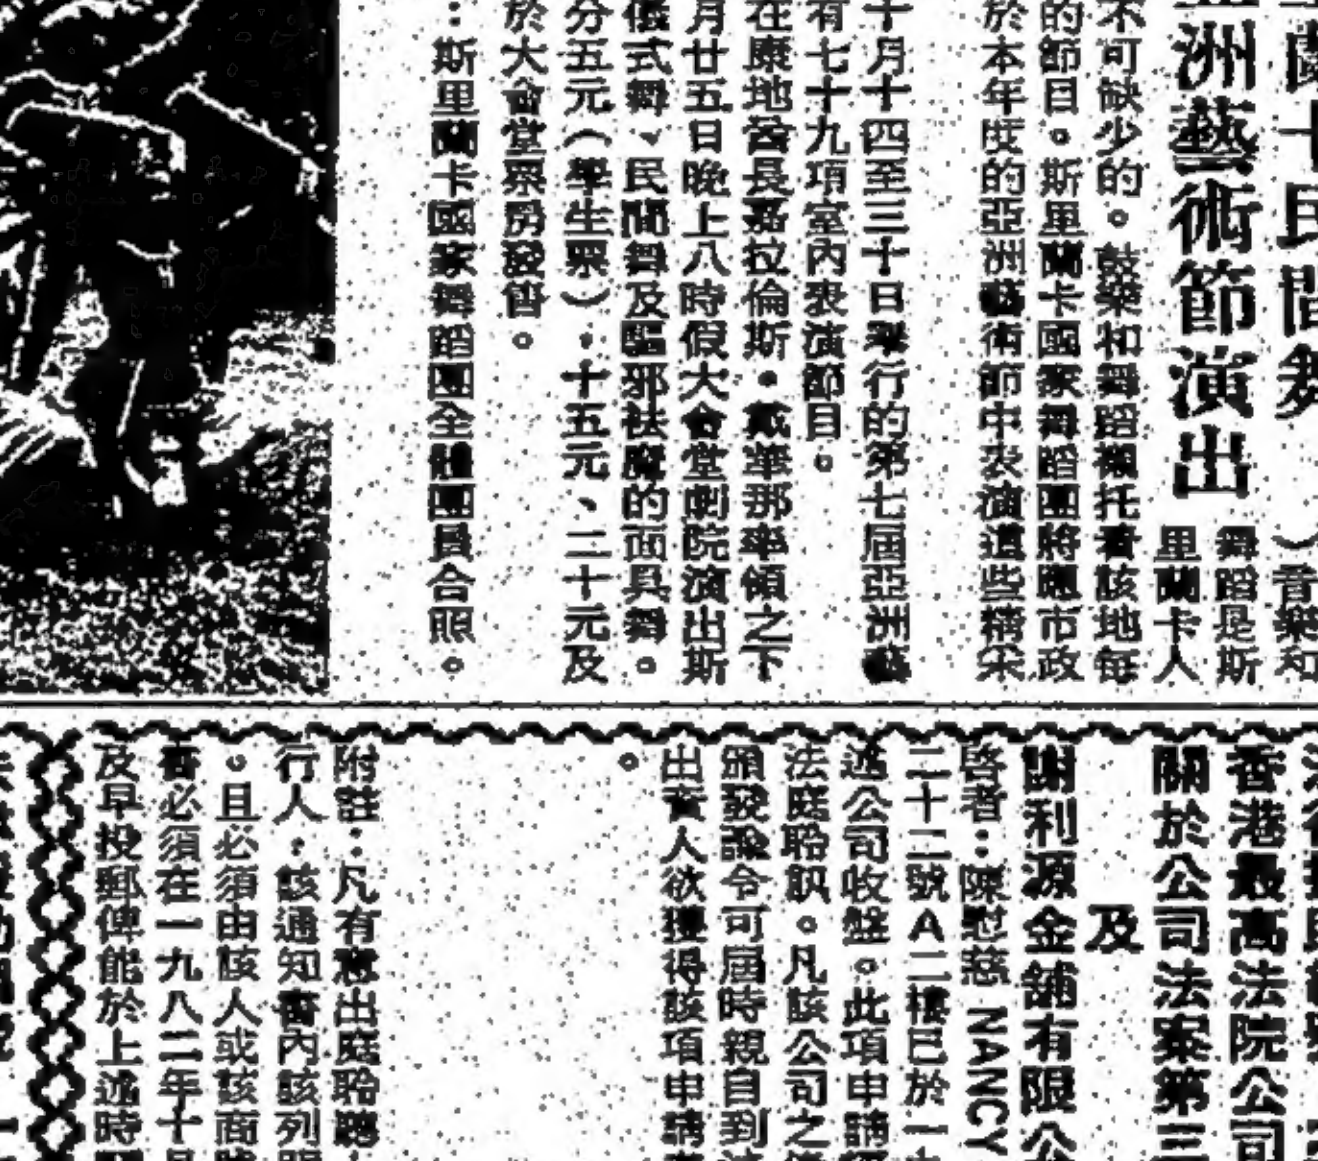 蘭卡民間舞
亞洲藝術節演出
）音樂和
舞蹈是斯
里蘭卡人
不可缺少的。鼓樂和舞蹈襯托着該地每
的節目。斯里蘭卡國家舞蹈團將應市政
於本年度的亞洲藝術節中表演這些精采
十月十四至三十日舉行的第七屆亞洲藝
有七十九項室內表演節目。
在康地酋長嘉拉倫斯・戴華那率領之下
月廿五日晚上八時假大會堂劇院演出斯
儀式舞、民間舞及驅邪祛魔的面具舞。
分五元（學生票）、十五元、二十元及
於大會堂票房發售。
：斯里蘭卡國家舞蹈團全體團員合照。
香港最高法院公司
關於公司法案第三
及
謝利源金舖有限公
啓者：陳慰慈 NANCY
二十二號A二樓已於一九
述公司收盤。此項申請
法庭聆訊。凡該公司之
頒發諭令可屆時親自到
出資人欲獲得該項申請
。
附註：凡有意出庭聆聽
行人，該通知書內該列明
。且必須由該人或該商號
書必須在一九八二年十月
及早投郵俾能於上述時